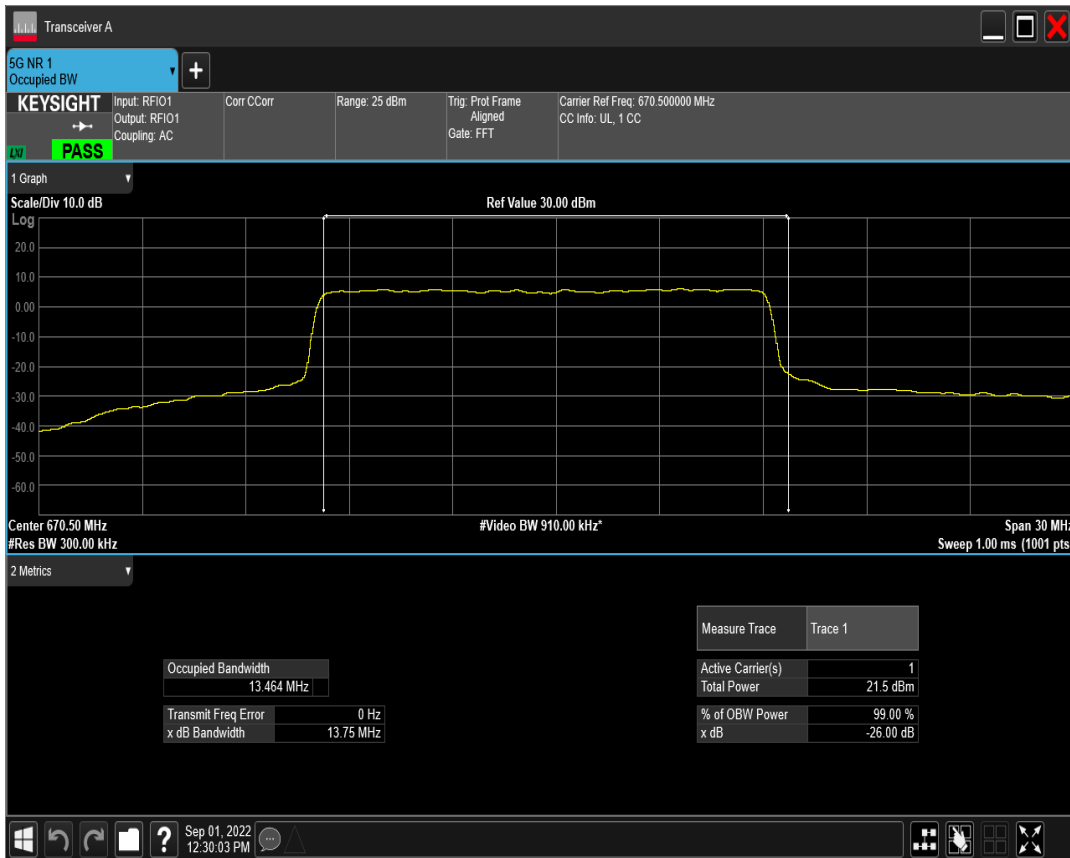 Transceiver A
5G NR 1
Occupied BW
+
KEYSIGHT
LXI
PASS
Input: RFIO1
Output: RFIO1
Coupling: AC
Corr CCorr
Range: 25 dBm
Trig: Prot Frame
Aligned
Gate: FFT
Carrier Ref Freq: 670.500000 MHz
CC Info: UL, 1 CC
1 Graph
Scale/Div 10.0 dB
Ref Value 30.00 dBm
Log
20.0
10.0
0.00
-10.0
-20.0
-30.0
-40.0
-50.0
-60.0
Center 670.50 MHz
#Video BW 910.00 kHz*
Span 30 MHz
#Res BW 300.00 kHz
Sweep 1.00 ms (1001 pts
2 Metrics
Measure Trace Trace 1
Occupied Bandwidth
13.464 MHz
Active Carrier(s) 1
Total Power 21.5 dBm
Transmit Freq Error 0 Hz
x dB Bandwidth 13.75 MHz
% of OBW Power 99.00 %
x dB -26.00 dB
?
Sep 01, 2022
12:30:03 PM